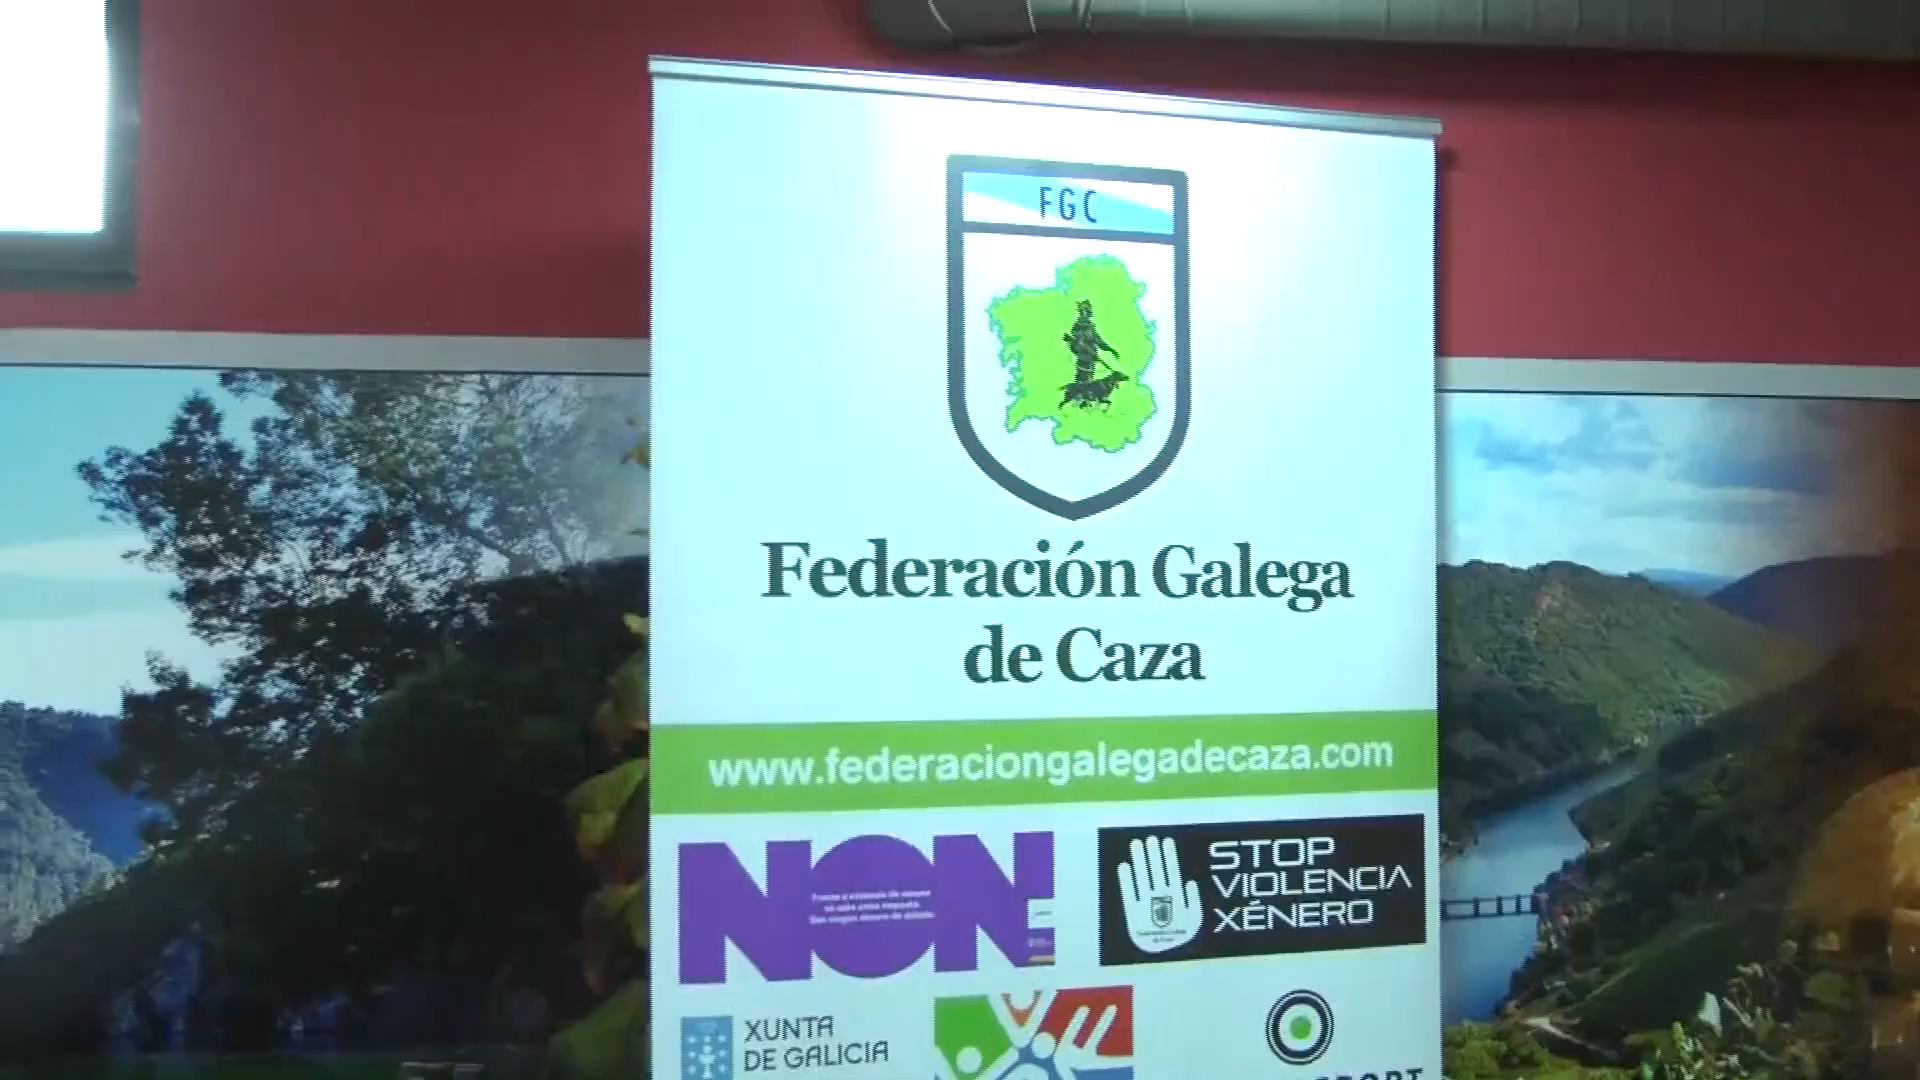 FGC
Federación Galega
de Caza
www.federaciongalegadecaza.com
NON
STOP
VIOLENCIA
XÉNERO
XUNTA
DE GALICIA